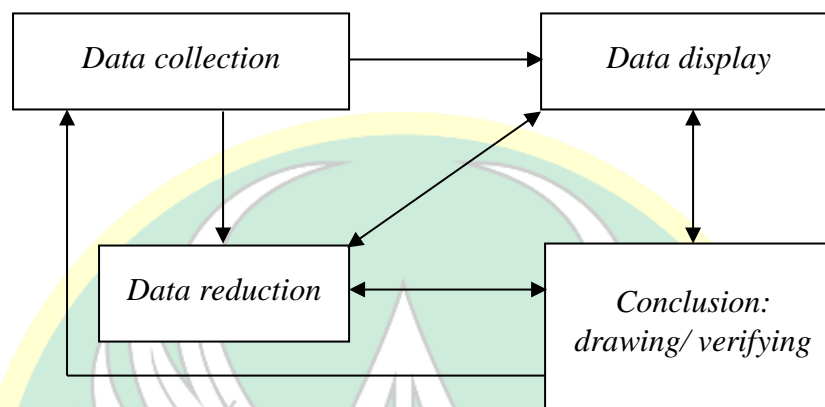 Data collection
Data display
Data reduction
Conclusion:
drawing/ verifying